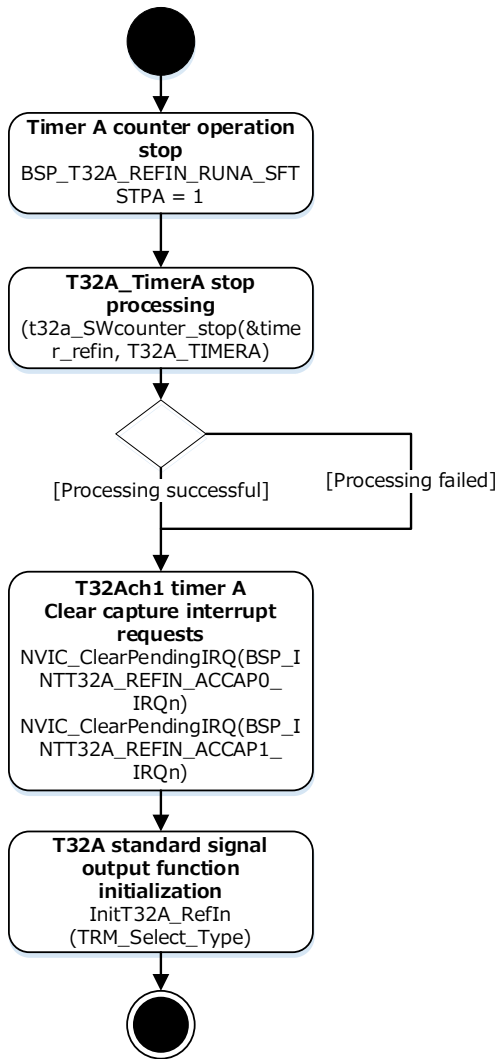 Timer A counter operation
stop
BSP_T32A_REFIN_RUNA_SFT
STPA = 1
T32A_TimerA stop
processing
(t32a_SWcounter_stop(&time
r_refin, T32A_TIMERA)
[Processing successful]
[Processing failed]
T32Ach1 timer A
Clear capture interrupt
requests
NVIC_ClearPendingIRQ(BSP_I
NTT32A_REFIN_ACCAP0_
IRQn)
NVIC_ClearPendingIRQ(BSP_I
NTT32A_REFIN_ACCAP1_
IRQn)
T32A standard signal
output function
initialization
InitT32A_RefIn
(TRM_Select_Type)